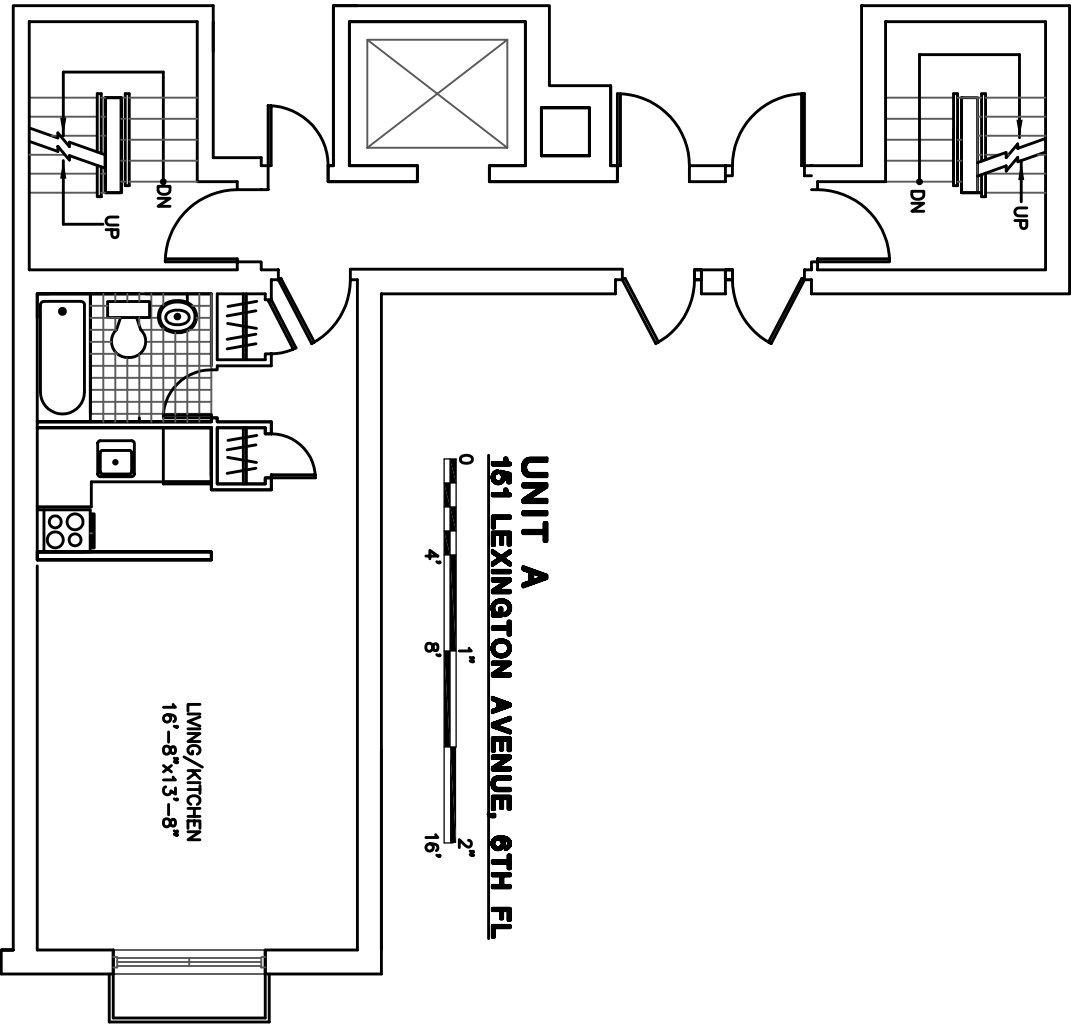 DN
UP
DN
UP
UNIT A
151 LEXINGTON AVENUE, 6TH FL
0 1" 2"
4' 8' 16'
LIVING/KITCHEN
16'-8"x13'-8"